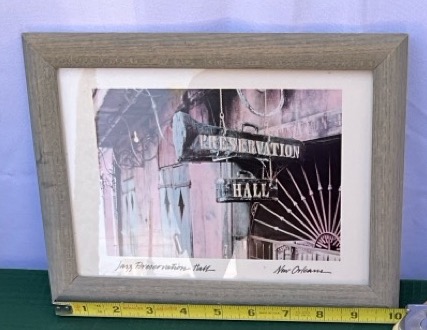 PRESERVATION
HALL
Jazz Preservation Hall
New Orleans
1 2 3 4 5 6 7 8 9 10